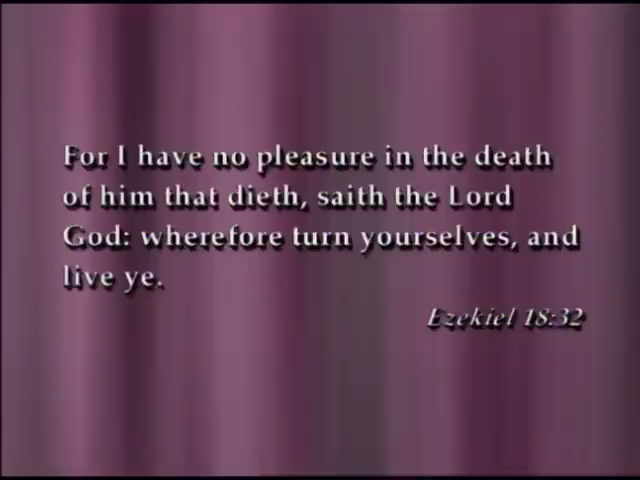 For I have no pleasure in the death
of him that dieth, saith the Lord
God: wherefore turn yourselves, and
live ye.
Ezekiel 18:32